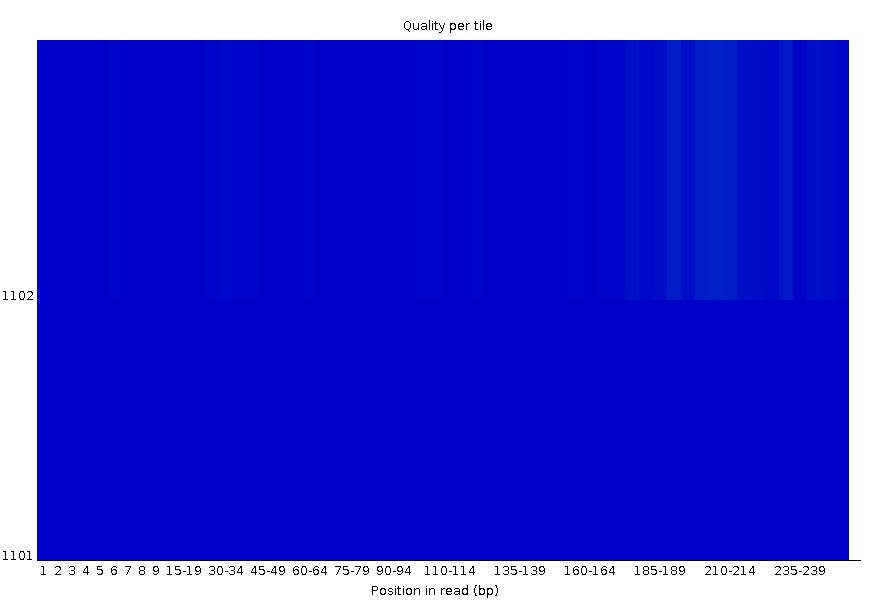 Quality per tile
1102
1101
1 2 3 4 5 6 7 8 9 15-19 30-34 45-49 60-64 75-79 90-94 110-114 135-139 160-164 185-189 210-214 235-239
Position in read (bp)